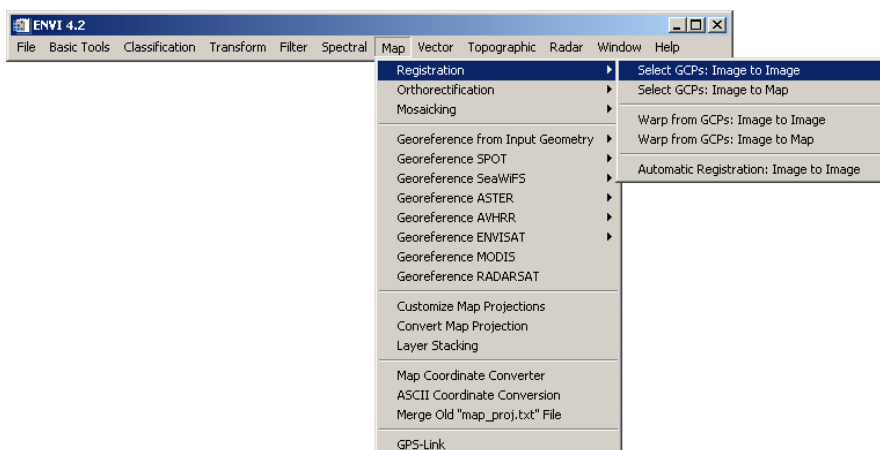 ENVI 4.2
File Basic Tools Classification Transform Filter Spectral Map Vector Topographic Radar Window Help
Registration
Orthorectification
Mosaicking
Georeference from Input Geometry
Georeference SPOT
Georeference SeaWiFS
Georeference ASTER
Georeference AVHRR
Georeference ENVISAT
Georeference MODIS
Georeference RADARSAT
Customize Map Projections
Convert Map Projection
Layer Stacking
Map Coordinate Converter
ASCII Coordinate Conversion
Merge Old "map_proj.txt" File
GPS-Link
Select GCPs: Image to Image
Select GCPs: Image to Map
Warp from GCPs: Image to Image
Warp from GCPs: Image to Map
Automatic Registration: Image to Image